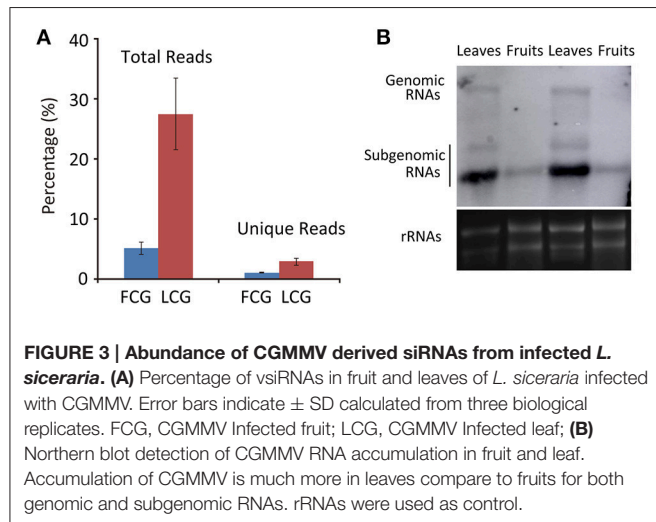 A
40
30
20
10
0
Percentage (%)
Total Reads
Unique Reads
FCG LCG
FCG LCG
B
Leaves Fruits Leaves Fruits
Genomic
RNAs
Subgenomic
RNAs
rRNAs
FIGURE 3 | Abundance of CGMMV derived siRNAs from infected L.
siceraria. (A) Percentage of vsiRNAs in fruit and leaves of L. siceraria infected
with CGMMV. Error bars indicate ± SD calculated from three biological
replicates. FCG, CGMMV Infected fruit; LCG, CGMMV Infected leaf; (B)
Northern blot detection of CGMMV RNA accumulation in fruit and leaf.
Accumulation of CGMMV is much more in leaves compare to fruits for both
genomic and subgenomic RNAs. rRNAs were used as control.